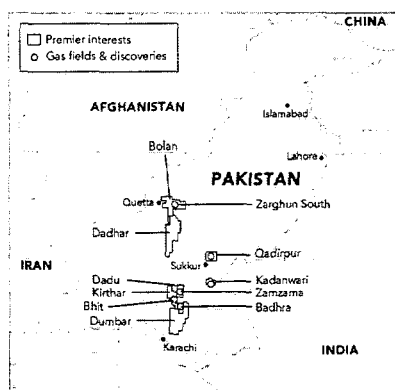 CHINA
Premier interests
Gas fields & discoveries
AFGHANISTAN
Islamabad
Bolan
Lahore
PAKISTAN
Quetta
Zarghun South
Dadhar
Qadirpur
IRAN
Sukkur
Dadu
Kadanwari
Kirthar
Zamzama
Bhit
Badhra
Dumbar
Karachi
INDIA